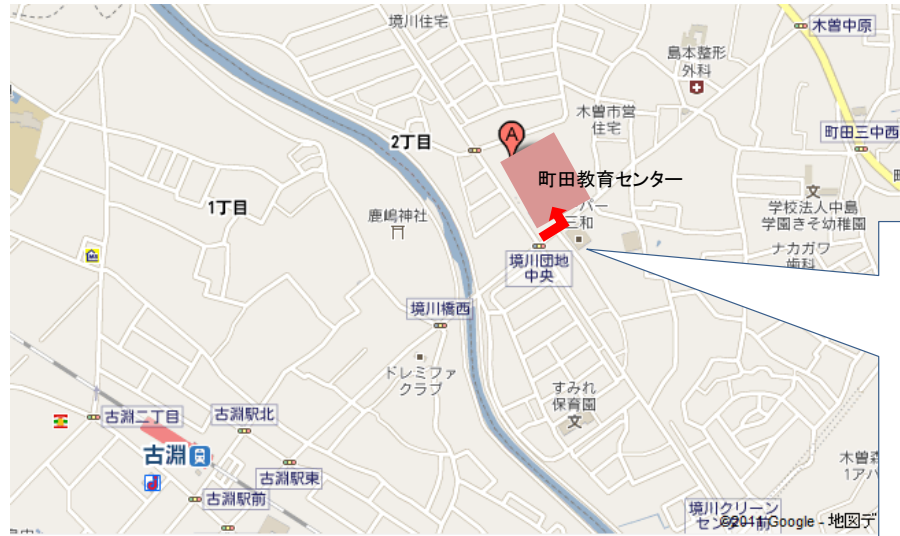 境川住宅
木曽中原
島本整形
外科
木曽市営
住宅
町田三中西
2丁目
A
町田教育センター
1丁目
学校法人中島
学園きそ幼稚園
鹿嶋神社
三和
ナカガワ
歯科
境川団地
中央
境川橋西
ドレミファ
クラブ
すみれ
保育園
古淵二丁目
古淵駅北
古淵
古淵駅東
古淵駅前
境川クリーン
センター前
©2011 Google - 地図デ